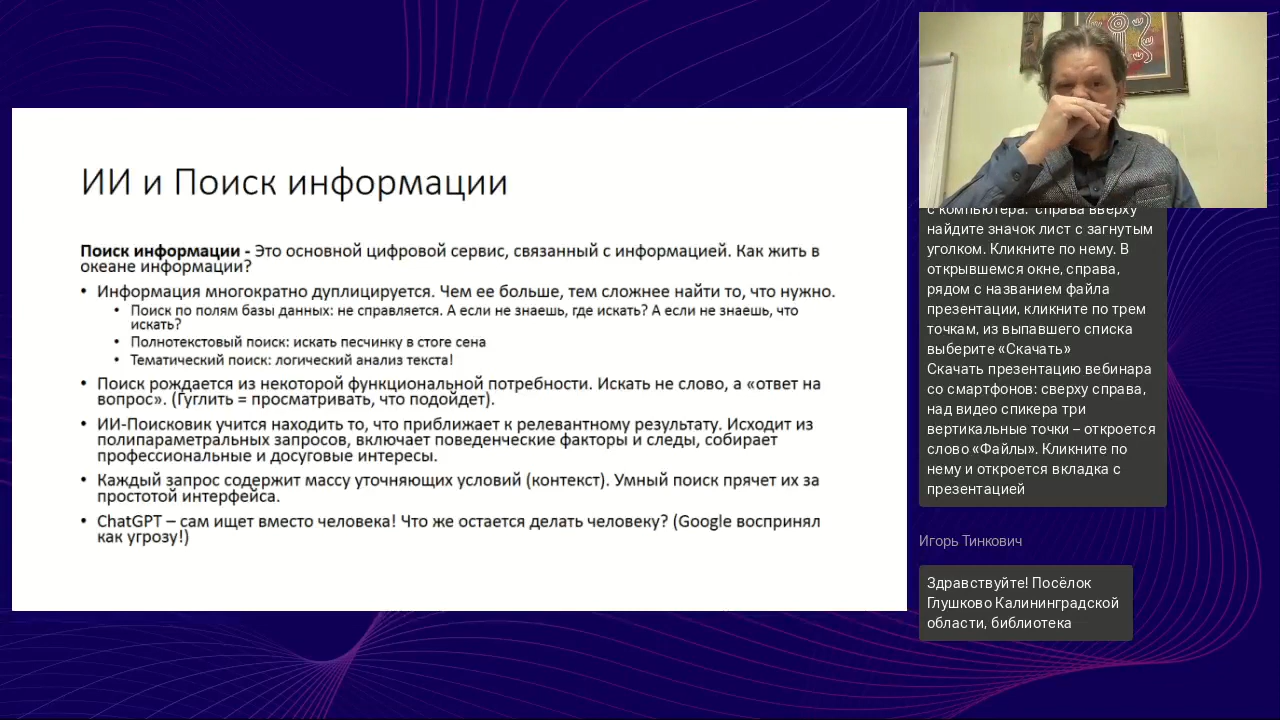 ИИ и Поиск информации
Поиск информации - Это основной цифровой сервис, связанный с информацией. Как жить в
океане информации?
• Информация многократно дуплицируется. Чем ее больше, тем сложнее найти то, что нужно.
• Поиск по полям базы данных: не справляется. А если не знаешь, где искать? А если не знаешь, что
искать?
• Полнотекстовый поиск: искать песчинку в стоге сена
• Тематический поиск: логический анализ текста!
• Поиск рождается из некоторой функциональной потребности. Искать не слово, а «ответ на
вопрос». (Гуглить = просматривать, что подойдет).
• ИИ-Поисковик учится находить то, что приближает к релевантному результату. Исходит из
полипараметральных запросов, включает поведенческие факторы и следы, собирает
профессиональные и досуговые интересы.
• Каждый запрос содержит массу уточняющих условий (контекст). Умный поиск прячет их за
простотой интерфейса.
• ChatGPT – сам ищет вместо человека! Что же остается делать человеку? (Google воспринял
как угрозу!)
с компьютера: справа вверху
найдите значок лист с загнутым
уголком. Кликните по нему. В
открывшемся окне, справа,
рядом с названием файла
презентации, кликните по трем
точкам, из выпавшего списка
выберите «Скачать»
Скачать презентацию вебинара
со смартфонов: сверху справа,
над видео спикера три
вертикальные точки – откроется
слово «Файлы». Кликните по
нему и откроется вкладка с
презентацией
Игорь Тинкович
Здравствуйте! Посёлок
Глушково Калининградской
области, библиотека